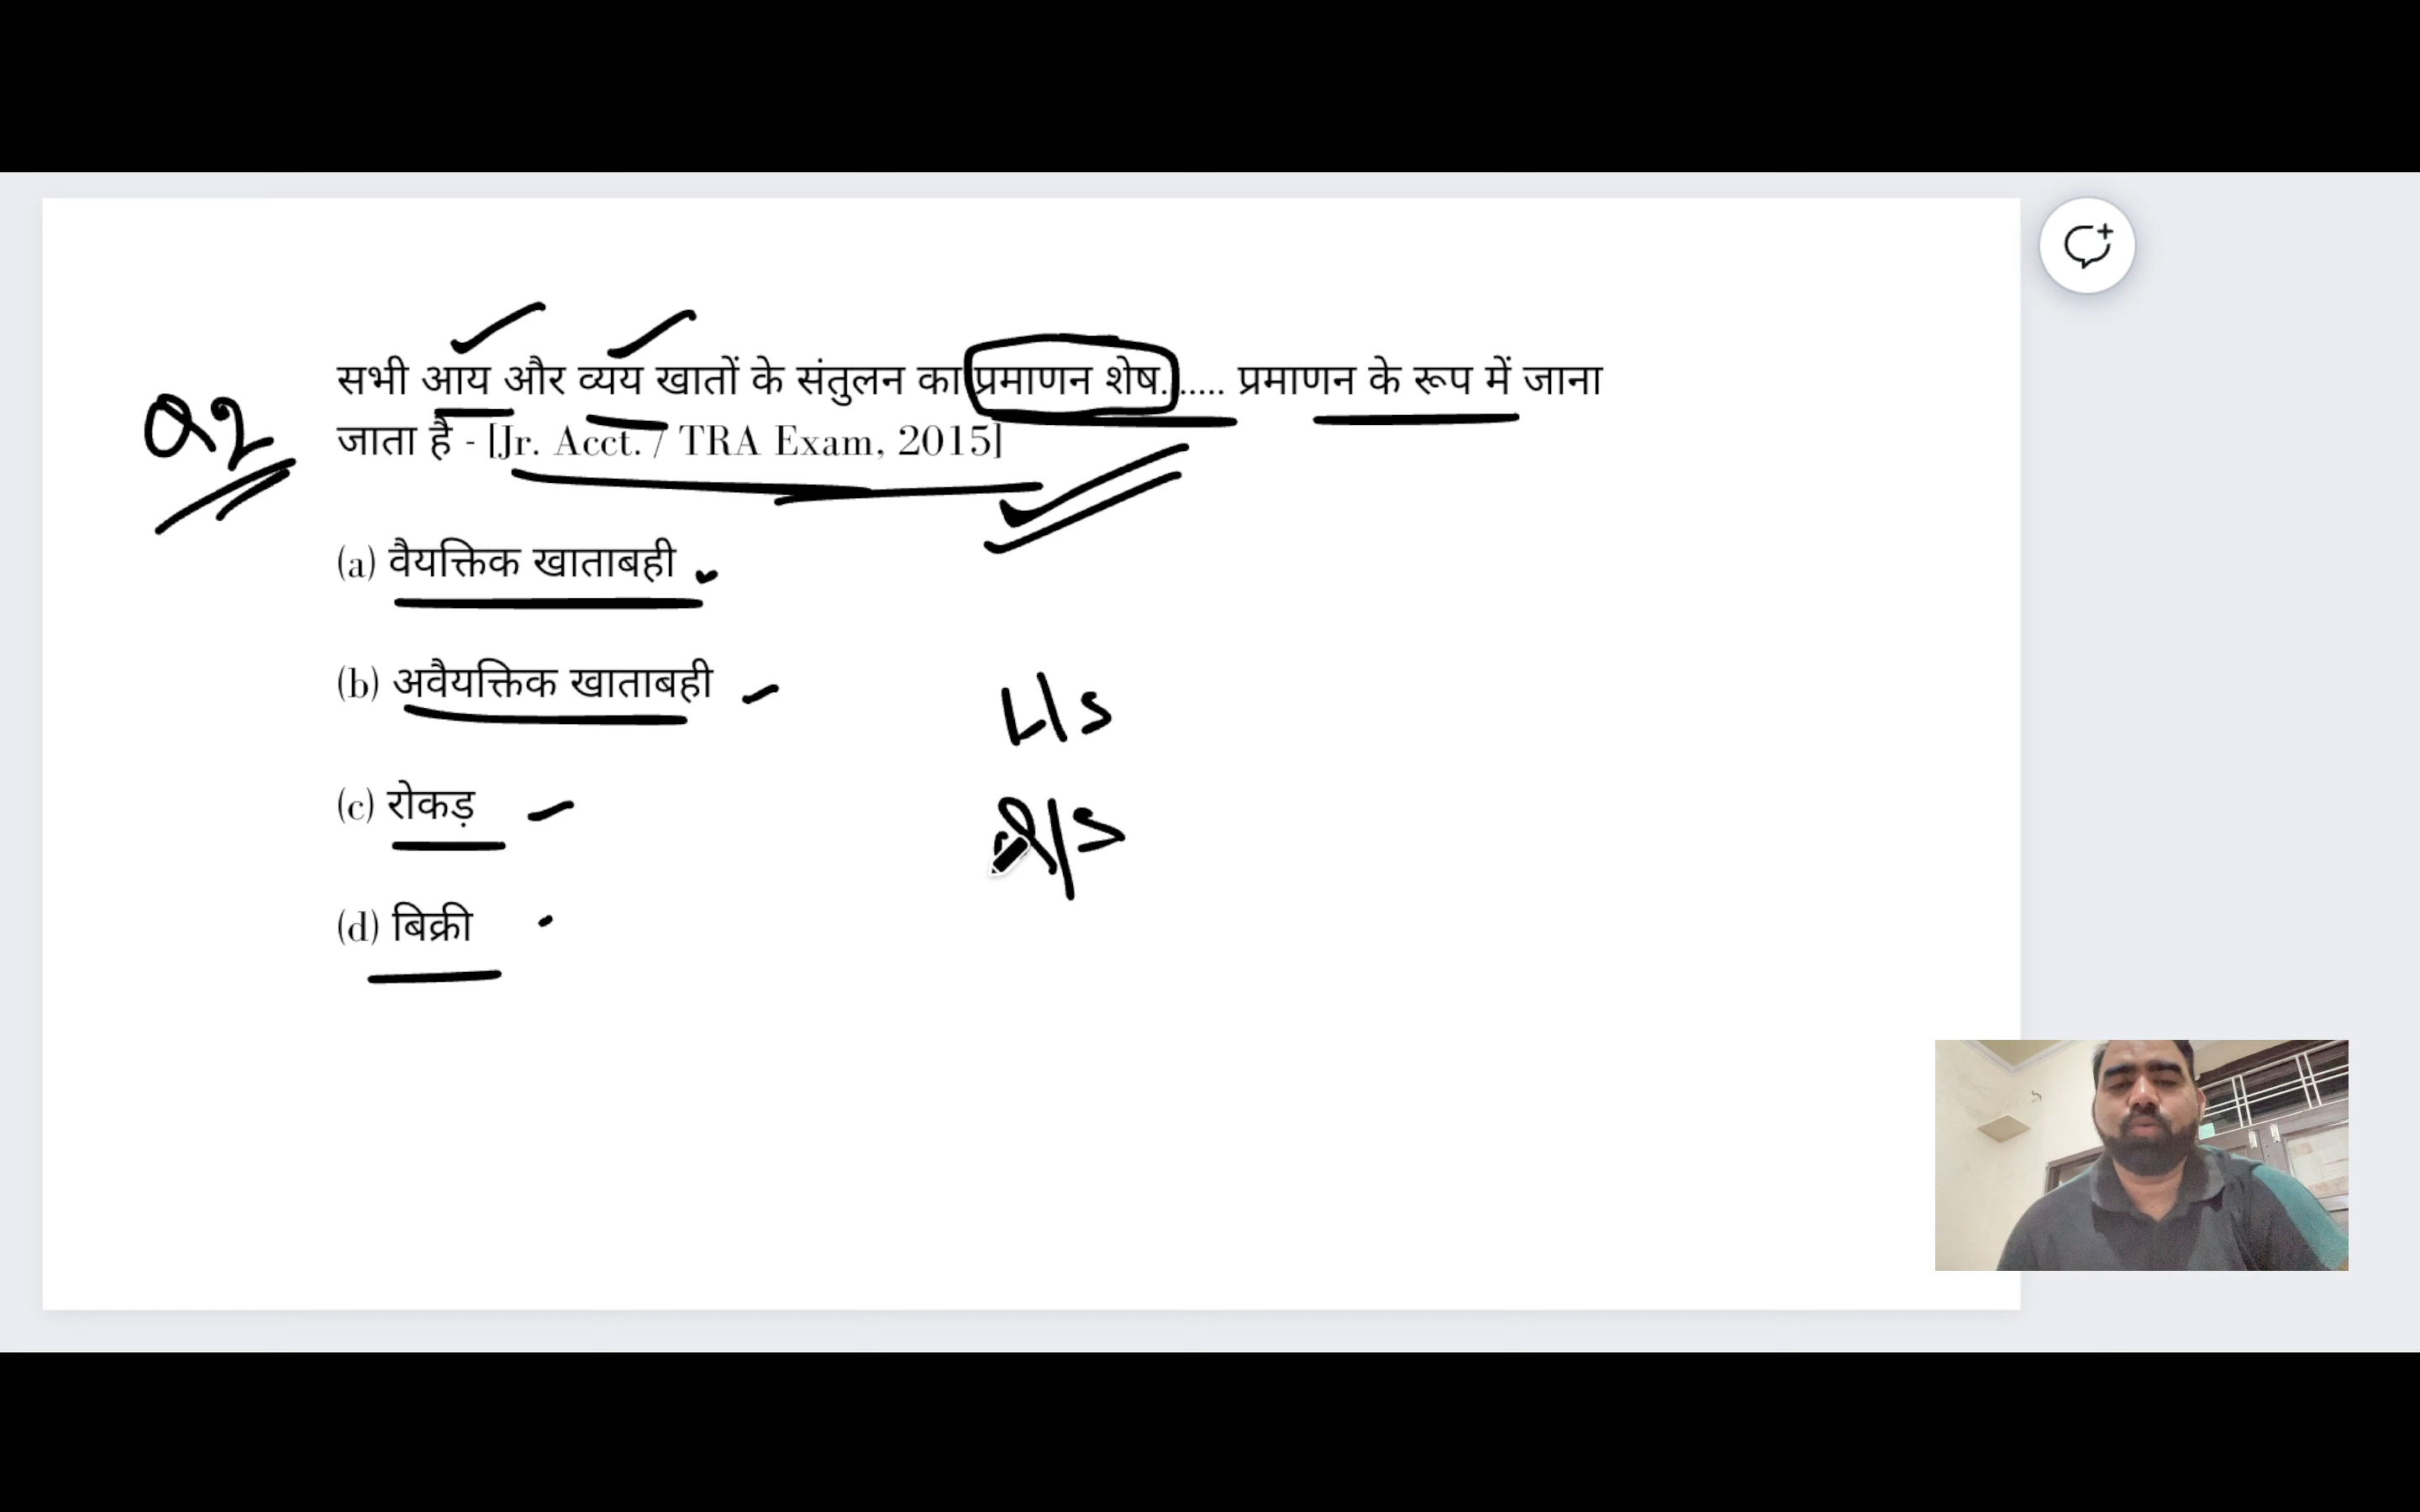 सभी आय और व्यय खातों के संतुलन का प्रमाणन शेष....... प्रमाणन के रूप में जाना
Q2
जाता है - [Jr. Acct. / TRA Exam, 2015]
(a) वैयक्तिक खाताबही
(b) अवैयक्तिक खाताबही
L/S
(c) रोकड़
(d) बिक्री